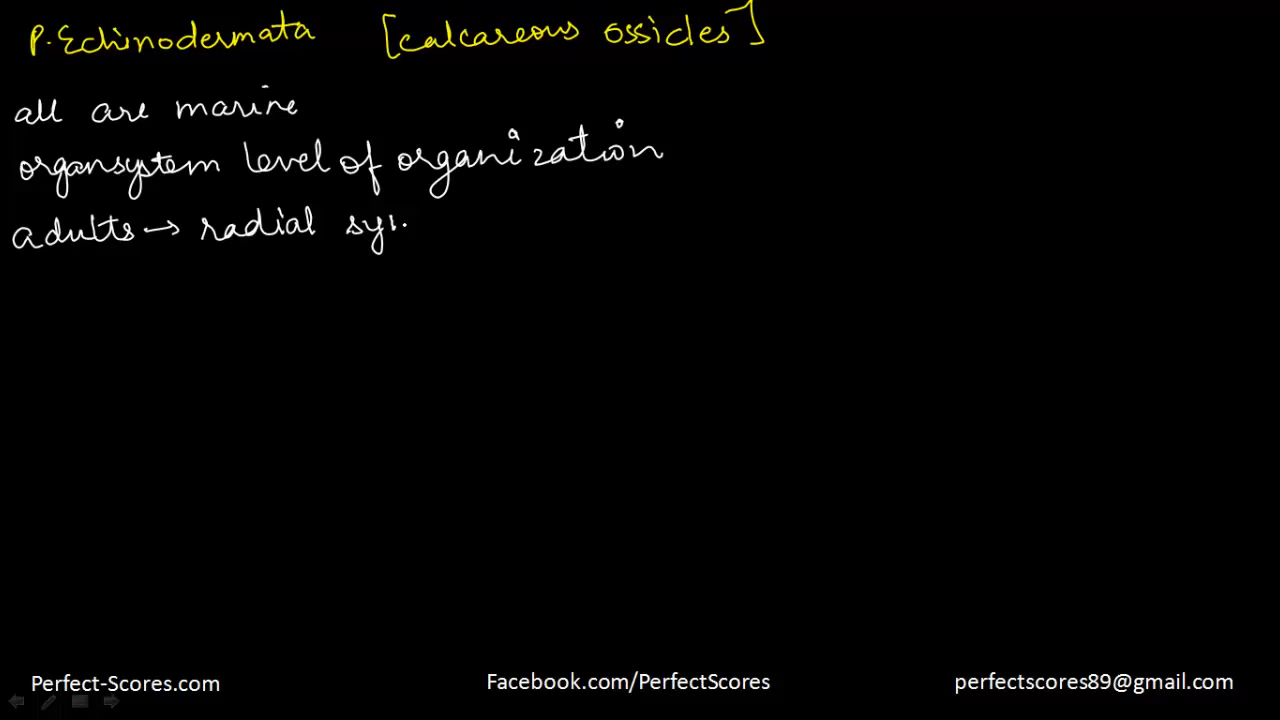 P. Echinodermata [calcareous ossicles]
all are marine
organsystem level of organization
adults → radial sy
Perfect-Scores.com Facebook.com/PerfectScores perfectscores89@gmail.com